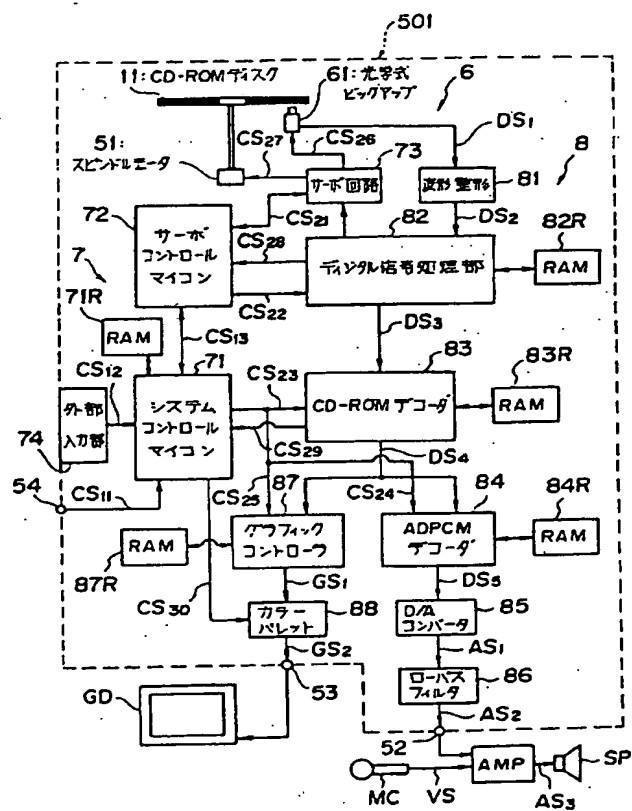 501
11:CD-ROMディスク
61:光学式
ピックアップ
6
51:
スピンドルモータ
CS27
CS26
73
DS1
8
サーボ回路
波形整形
81
72
CS21
82
DS2
サーボ
コントロール
マイコン
CS28
CS22
ディジタル信号処理部
82R
RAM
7
71R
RAM
CS13
DS3
CS12
71
CS23
83
83R
外部
入力部
システム
コントロール
マイコン
CD-ROMデコーダ
RAM
74
CS29
DS4
54
CS11
CS25
87
CS24
84
84R
RAM
87R
グラフィック
コントローラ
ADPCM
デコーダ
RAM
CS30
GS1
DS5
カラー
パレット
88
D/A
コンバータ
85
GS2
AS1
53
ローパス
フィルタ
86
GD
AS2
52
AMP
SP
MC
VS
AS3